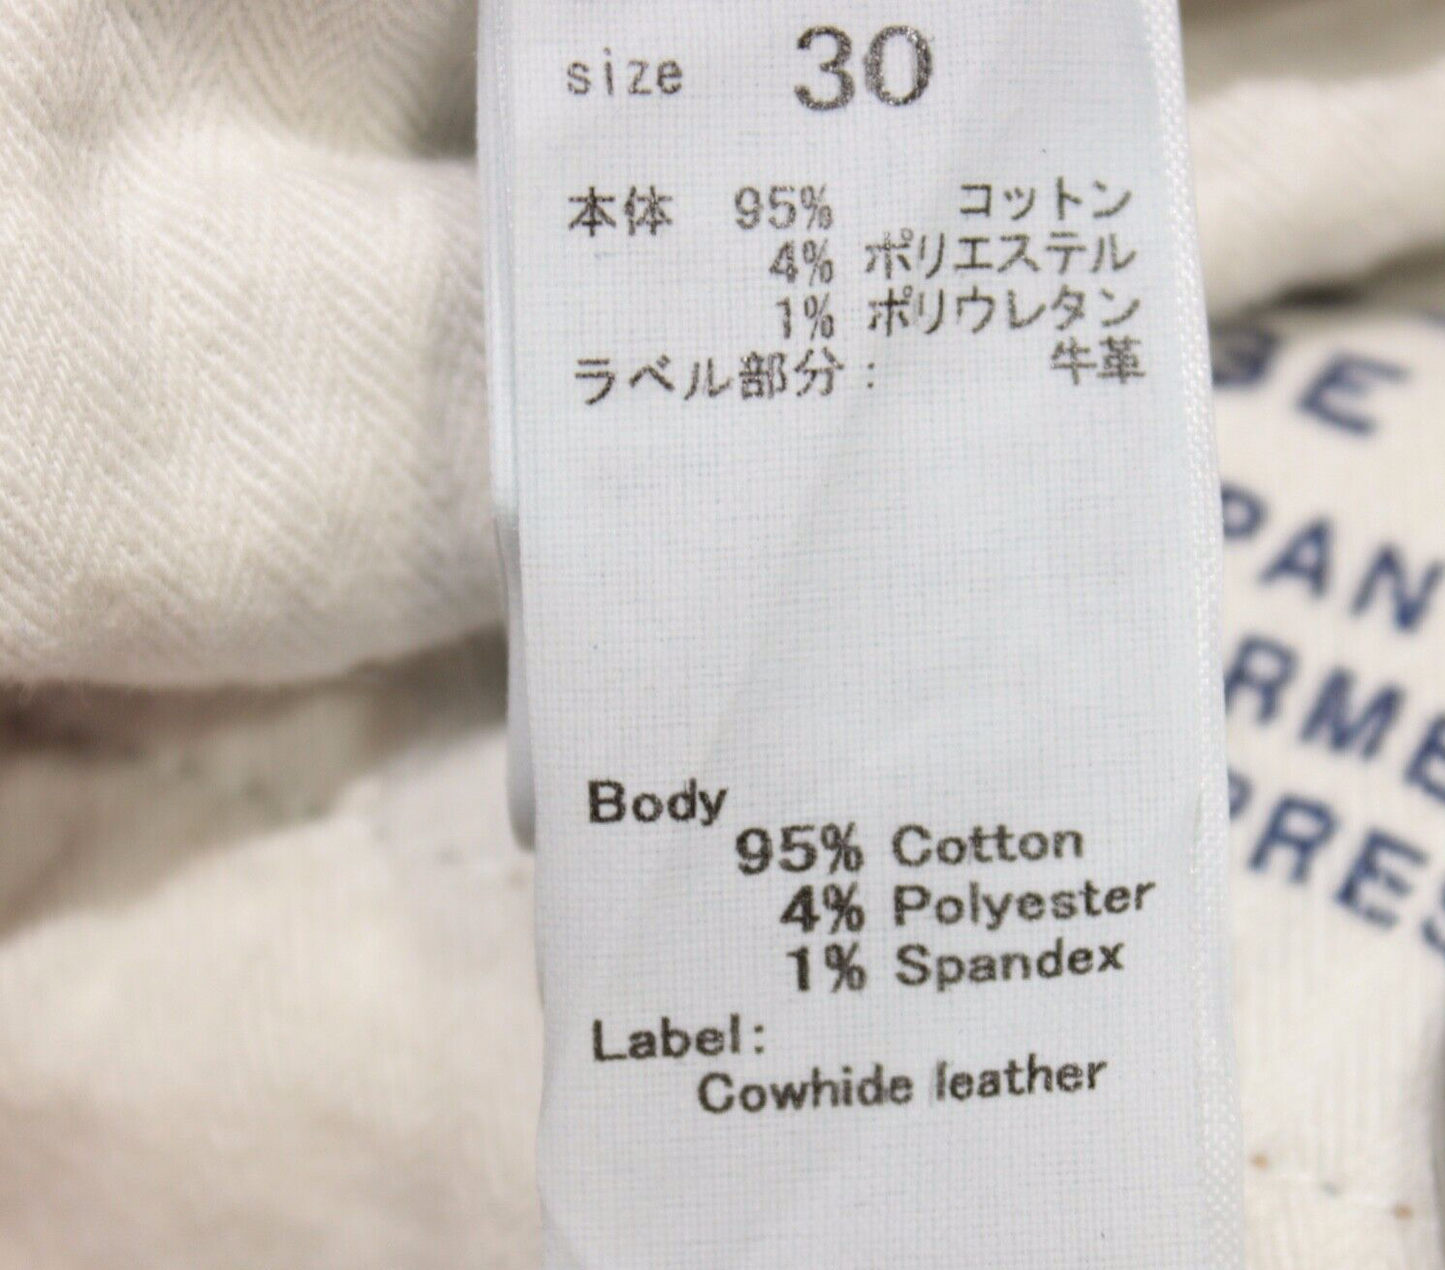 size 30
本体 95% コットン
4% ポリエステル
1% ポリウレタン
ラベル部分: 牛革
Body
95% Cotton
4% Polyester
1% Spandex
Label:
Cowhide leather